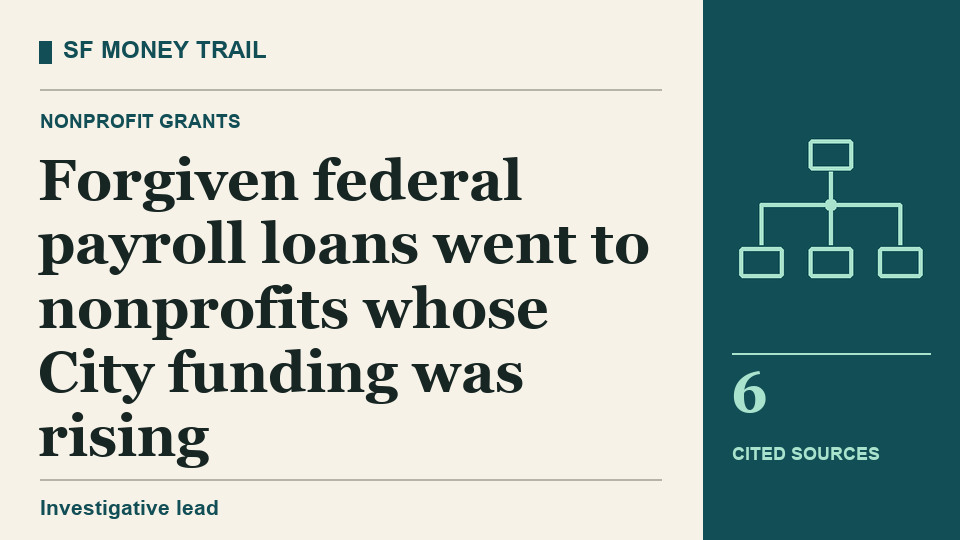 SF MONEY TRAIL
NONPROFIT GRANTS
Forgiven federal
payroll loans went to
nonprofits whose
City funding was
rising
Investigative lead
6
CITED SOURCES